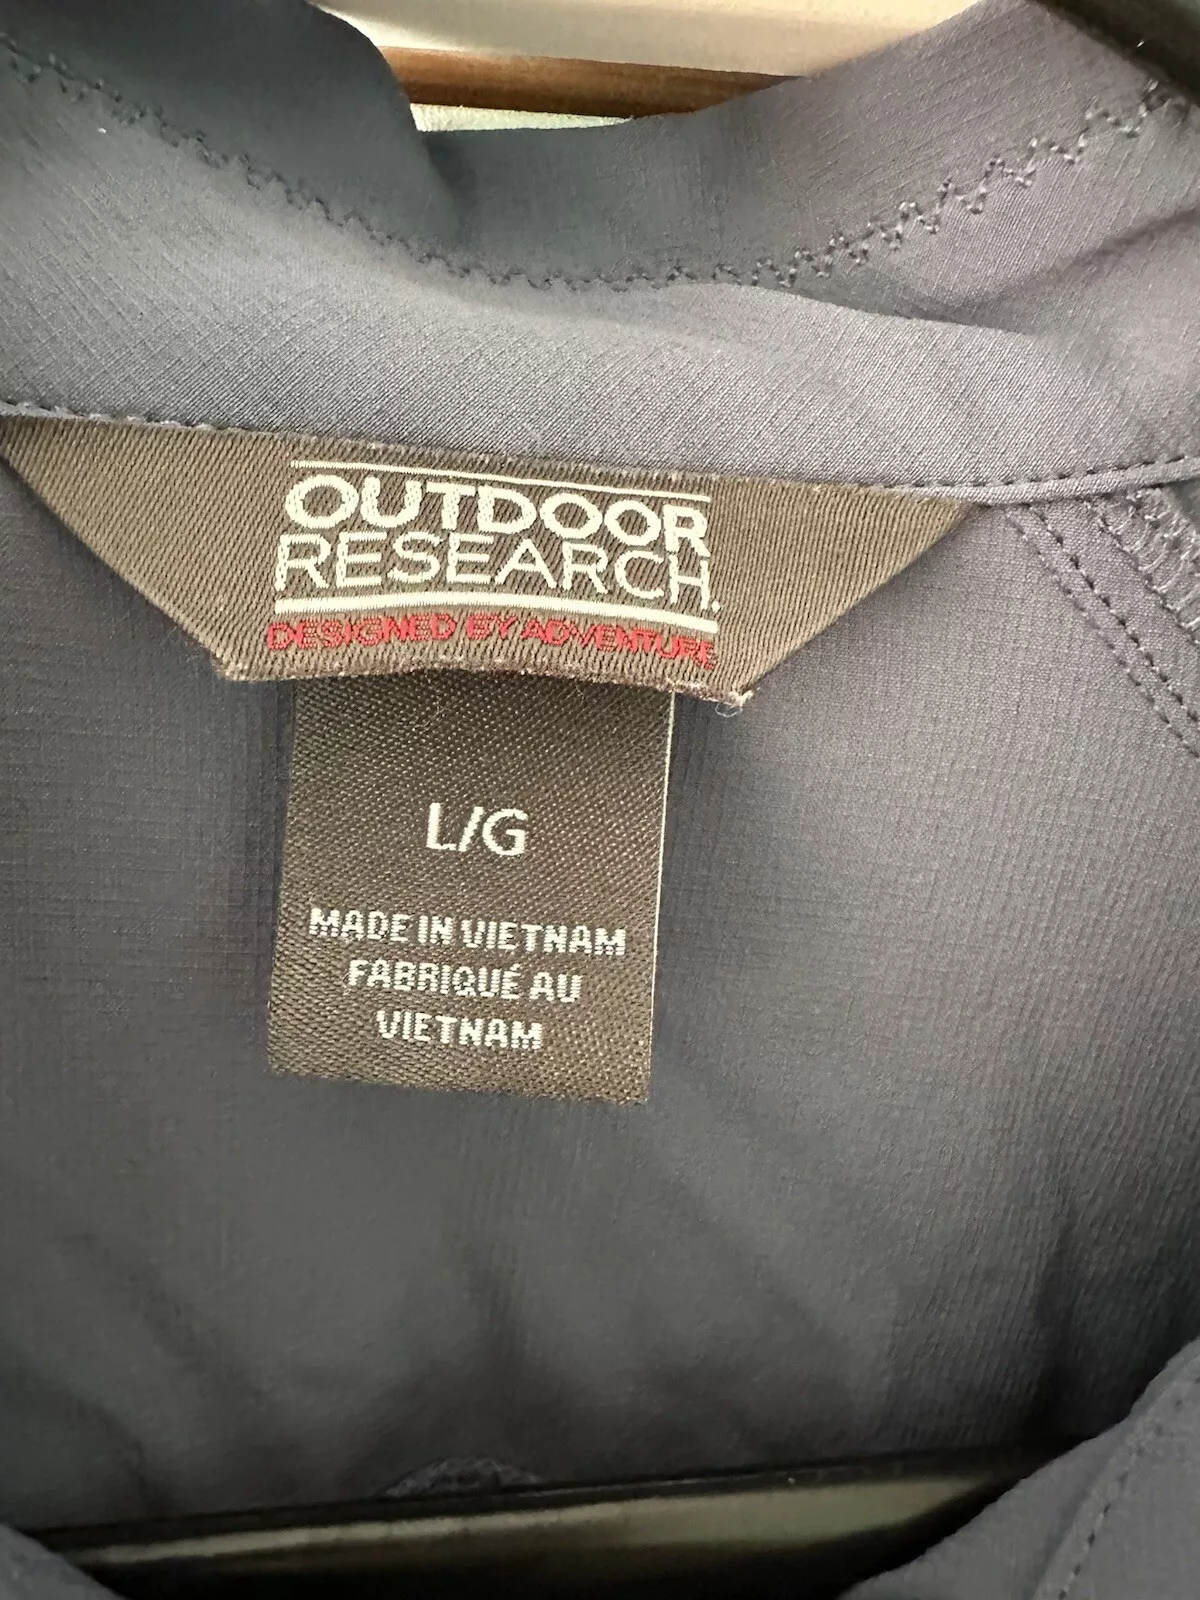 OUTDOOR
RESEARCH.
DESIGNED BY ADVENTURE
L/G
MADE IN VIETNAM
FABRIQUÉ AU
VIETNAM